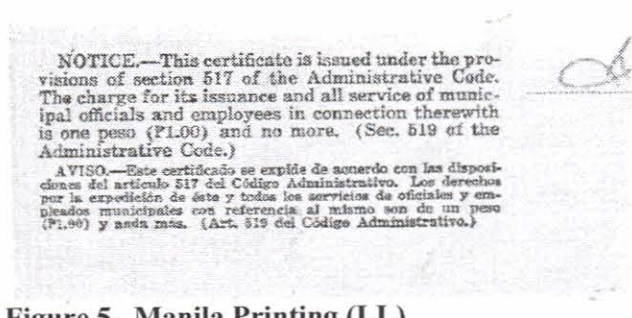 NOTICE.—This certificate is issued under the pro-
visions of section 517 of the Administrative Code.
The charge for its issuance and all service of munic-
ipal officials and employees in connection therewith
is one peso (₱1.00) and no more. (Sec. 519 of the
Administrative Code.)
AVISO.—Este certificado se expide de acuerdo con las disposi-
ciones del artículo 517 del Código Administrativo. Los derechos
por la expedición de éste y todos los servicios de oficiales y em-
pleados municipales con referencia al mismo son de un peso
(₱1.00) y nada más. (Art. 519 del Código Administrativo.)
Figure 5. Manila Printing (LL)